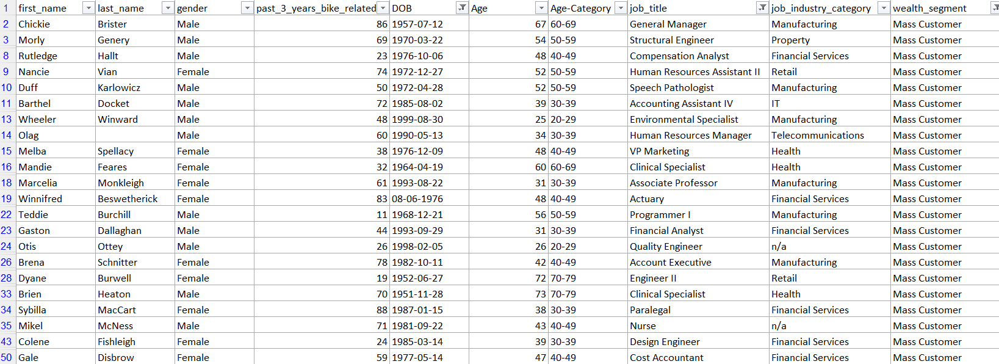 1 first_name last_name gender past_3_years_bike_related DOB Age Age-Category job_title job_industry_category wealth_segment
2 Chickie Brister Male 86 1957-07-12 67 60-69 General Manager Manufacturing Mass Customer
3 Morly Genery Male 69 1970-03-22 54 50-59 Structural Engineer Property Mass Customer
8 Rutledge Hallt Male 23 1976-10-06 48 40-49 Compensation Analyst Financial Services Mass Customer
9 Nancie Vian Female 74 1972-12-27 52 50-59 Human Resources Assistant II Retail Mass Customer
10 Duff Karlowicz Male 50 1972-04-28 52 50-59 Speech Pathologist Manufacturing Mass Customer
11 Barthel Docket Male 72 1985-08-02 39 30-39 Accounting Assistant IV IT Mass Customer
13 Wheeler Winward Male 48 1999-08-30 25 20-29 Environmental Specialist Manufacturing Mass Customer
14 Olag Male 60 1990-05-13 34 30-39 Human Resources Manager Telecommunications Mass Customer
15 Melba Spellacy Female 38 1976-12-09 48 40-49 VP Marketing Health Mass Customer
16 Mandie Feares Female 32 1964-04-19 60 60-69 Clinical Specialist Health Mass Customer
18 Marcelia Monkleigh Female 61 1993-08-22 31 30-39 Associate Professor Manufacturing Mass Customer
19 Winnifred Beswetherick Female 83 08-06-1976 48 40-49 Actuary Financial Services Mass Customer
22 Teddie Burchill Male 11 1968-12-21 56 50-59 Programmer I Manufacturing Mass Customer
23 Gaston Dallaghan Male 44 1993-09-29 31 30-39 Financial Analyst Financial Services Mass Customer
24 Otis Ottey Male 26 1998-02-05 26 20-29 Quality Engineer n/a Mass Customer
26 Brena Schnitter Female 78 1982-10-11 42 40-49 Account Executive Manufacturing Mass Customer
28 Dyane Burwell Female 19 1952-06-27 72 70-79 Engineer II Retail Mass Customer
33 Brien Heaton Male 70 1951-11-28 73 70-79 Clinical Specialist Health Mass Customer
34 Sybilla MacCart Female 88 1987-01-15 38 30-39 Paralegal Financial Services Mass Customer
35 Mikel McNess Male 71 1981-09-22 43 40-49 Nurse n/a Mass Customer
43 Colene Fishleigh Female 24 1985-03-14 39 30-39 Design Engineer Financial Services Mass Customer
50 Gale Disbrow Female 59 1977-05-14 47 40-49 Cost Accountant Financial Services Mass Customer